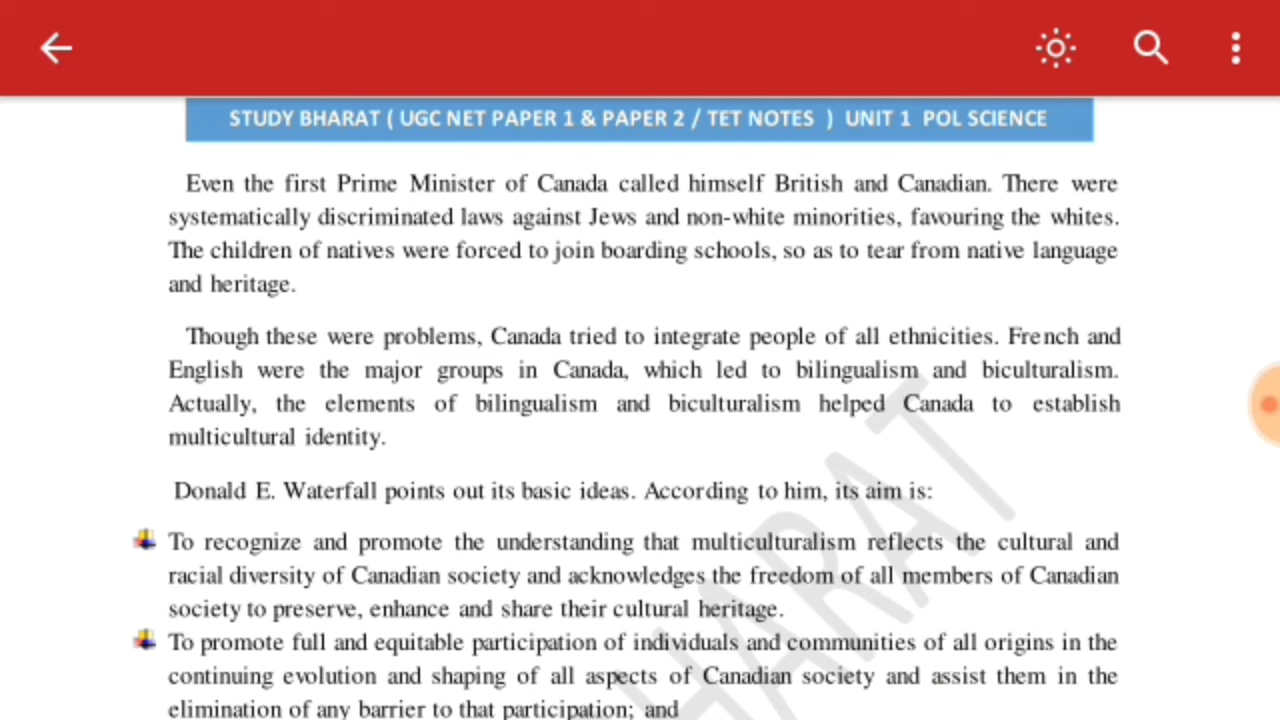 STUDY BHARAT ( UGC NET PAPER 1 & PAPER 2 / TET NOTES ) UNIT 1 POL SCIENCE
Even the first Prime Minister of Canada called himself British and Canadian. There were
systematically discriminated laws against Jews and non-white minorities, favouring the whites.
The children of natives were forced to join boarding schools, so as to tear from native language
and heritage.
Though these were problems, Canada tried to integrate people of all ethnicities. French and
English were the major groups in Canada, which led to bilingualism and biculturalism.
Actually, the elements of bilingualism and biculturalism helped Canada to establish
multicultural identity.
Donald E. Waterfall points out its basic ideas. According to him, its aim is:
To recognize and promote the understanding that multiculturalism reflects the cultural and
racial diversity of Canadian society and acknowledges the freedom of all members of Canadian
society to preserve, enhance and share their cultural heritage.
To promote full and equitable participation of individuals and communities of all origins in the
continuing evolution and shaping of all aspects of Canadian society and assist them in the
elimination of any barrier to that participation; and
HARAT